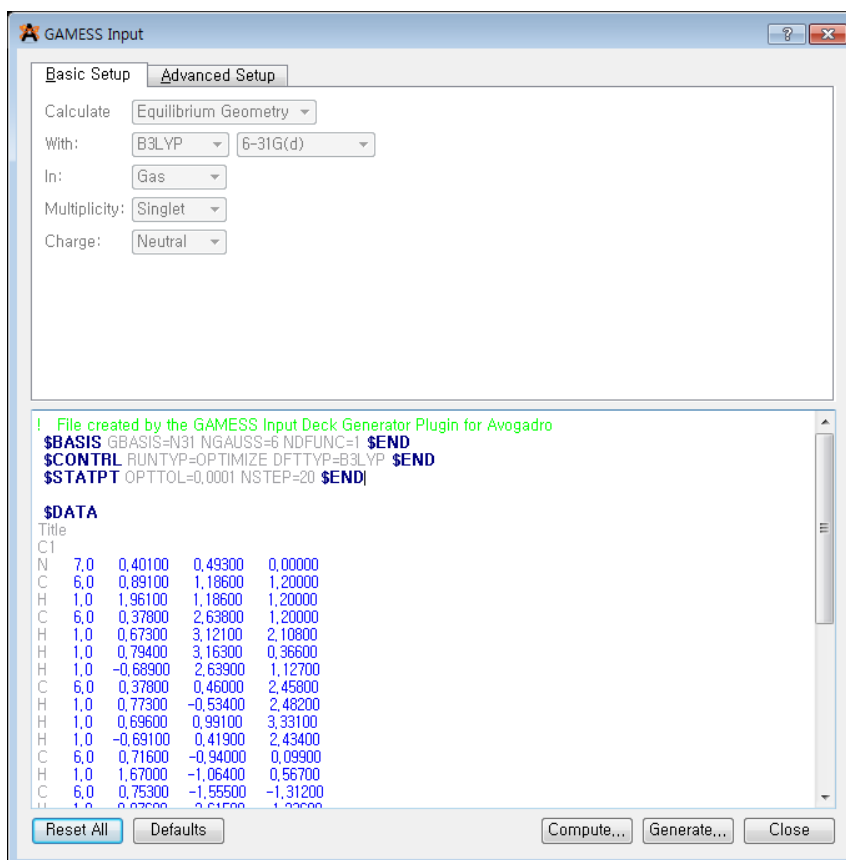 GAMESS Input
Basic Setup Advanced Setup
Calculate Equilibrium Geometry
With: B3LYP 6-31G(d)
In: Gas
Multiplicity: Singlet
Charge: Neutral
! File created by the GAMESS Input Deck Generator Plugin for Avogadro
$BASIS GBASIS=N31 NGAUSS=6 NDFUNC=1 $END
$CONTRL RUNTYP=OPTIMIZE DFTTYP=B3LYP $END
$STATPT OPTTOL=0.0001 NSTEP=20 $END
$DATA
Title
C1
N 7.0 0.40100 0.49300 0.00000
C 6.0 0.89100 1.18600 1.20000
H 1.0 1.96100 1.18600 1.20000
C 6.0 0.37800 2.63800 1.20000
H 1.0 0.67300 3.12100 2.10800
H 1.0 0.79400 3.16300 0.36600
H 1.0 -0.68900 2.63900 1.12700
C 6.0 0.37800 0.46000 2.45800
H 1.0 0.77300 -0.53400 2.48200
H 1.0 0.69600 0.99100 3.33100
H 1.0 -0.69100 0.41900 2.43400
C 6.0 0.71600 -0.94000 0.09900
H 1.0 1.67000 -1.06400 0.56700
C 6.0 0.75300 -1.55500 -1.31200
Reset All Defaults Compute... Generate... Close